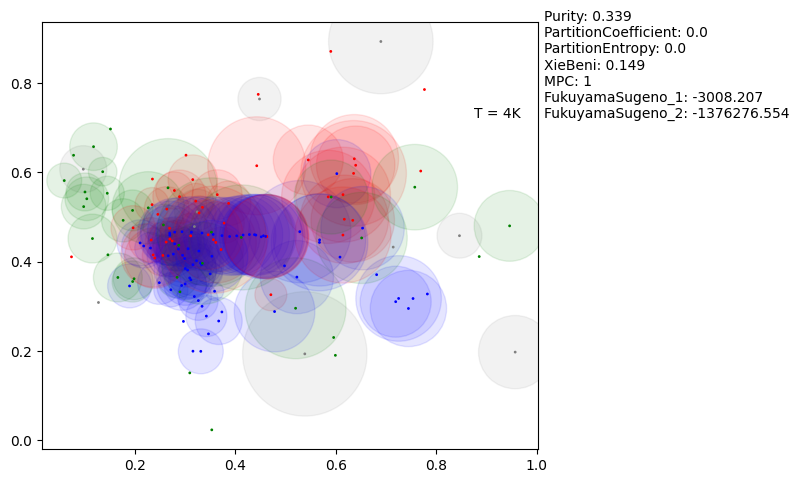 Purity: 0.339
PartitionCoefficient: 0.0
PartitionEntropy: 0.0
XieBeni: 0.149
MPC: 1
FukuyamaSugeno_1: -3008.207
FukuyamaSugeno_2: -1376276.554
T = 4K
0.8
0.6
0.4
0.2
0.0
0.2
0.4
0.6
0.8
1.0